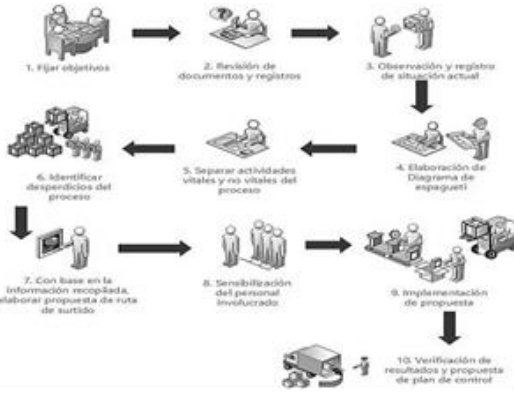 1. Fijar objetivos
2. Revisión de
documentos y registros
3. Observación y registro
de situación actual
4. Elaboración de
Diagrama de
espagueti
5. Separar actividades
vitales y no vitales del
proceso
6. Identificar
desperdicios del
proceso
7. Con base en la
información recopilada,
elaborar propuesta de ruta
de surtido
8. Sensibilización
del personal
involucrado
9. Implementación
de propuesta
10. Verificación de
resultados y propuesta
de plan de control